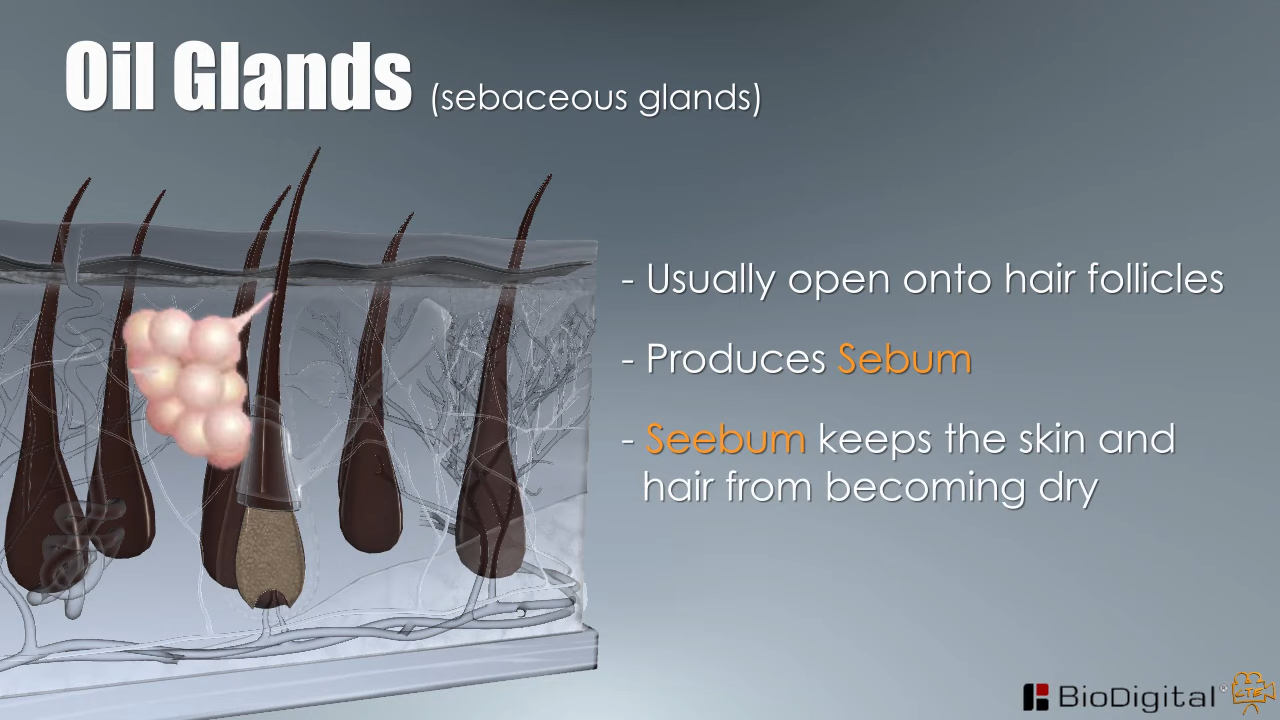 Oil Glands (sebaceous glands)
- Usually open onto hair follicles
- Produces Sebum
- Seebum keeps the skin and
hair from becoming dry
BioDigital®